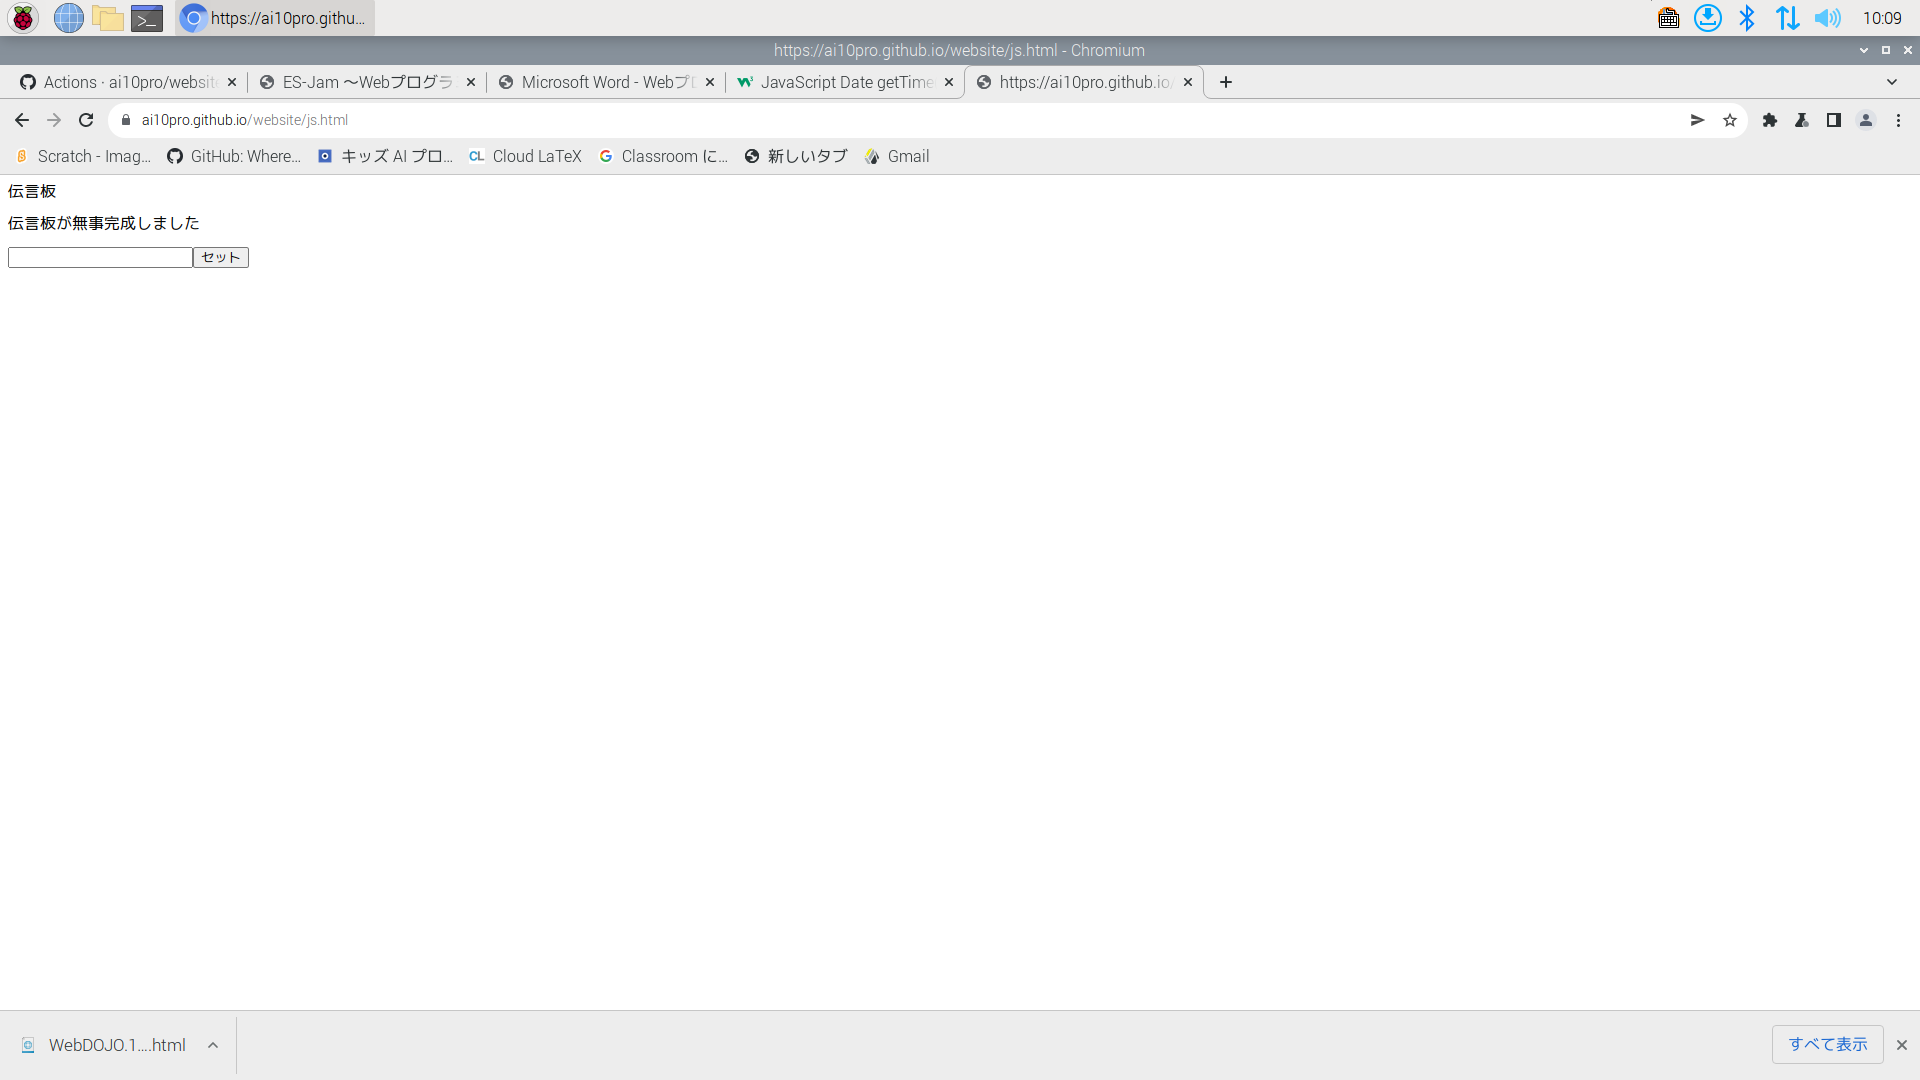 https://ai10pro.githu...
10:09
https://ai10pro.github.io/website/js.html - Chromium
Actions · ai10pro/websit
ES-Jam ～Webプログラ
Microsoft Word - Webプロ
JavaScript Date getTime
https://ai10pro.github.io/
ai10pro.github.io/website/js.html
Scratch - Imag...
GitHub: Where...
キッズ AI プロ...
CL Cloud LaTeX
Classroom に...
新しいタブ
Gmail
伝言板
伝言板が無事完成しました
セット
WebDOJO.1....html
すべて表示